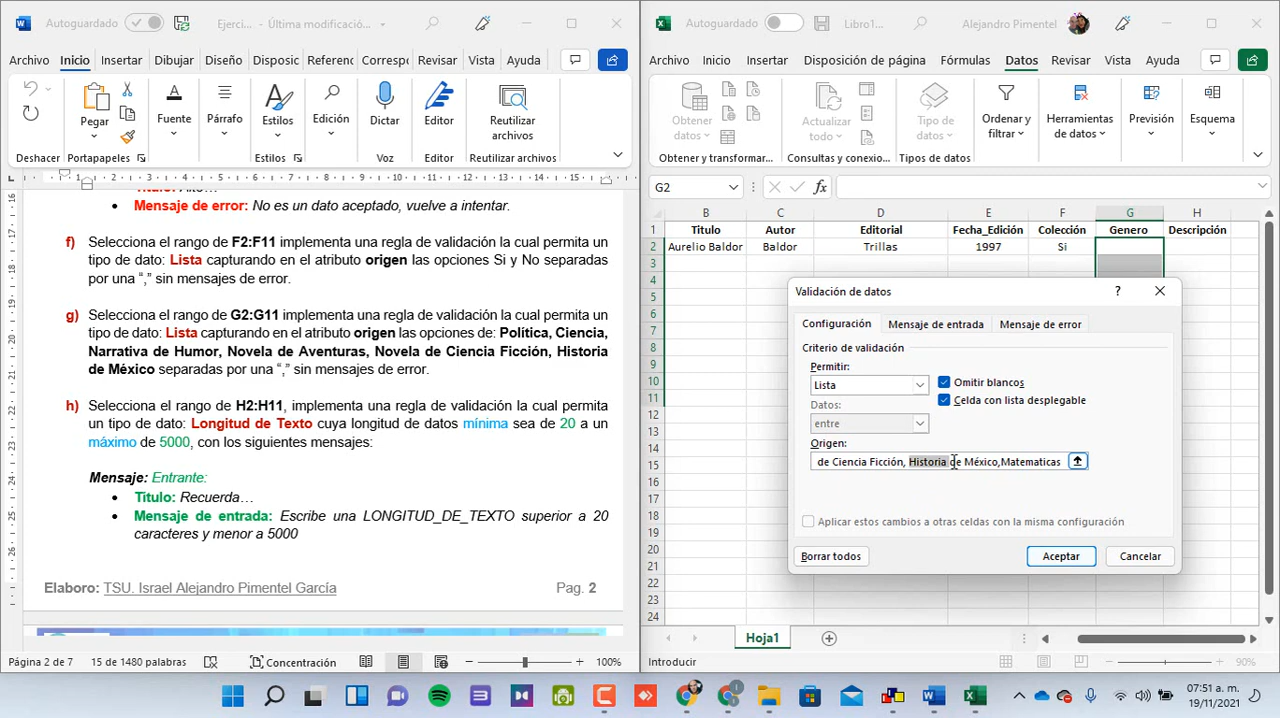 Autoguardado
Ejerci...
Última modificació...
Archivo Inicio Insertar Dibujar Diseño Disposic Referenc Correspo Revisar Vista Ayuda
Pegar
Fuente
Párrafo
Estilos
Edición
Dictar
Editor
Reutilizar
archivos
Deshacer
Portapapeles
Estilos
Voz
Editor
Reutilizar archivos
Mensaje de error: No es un dato aceptado, vuelve a intentar.
f) Selecciona el rango de F2:F11 implementa una regla de validación la cual permita un
tipo de dato: Lista capturando en el atributo origen las opciones Si y No separadas
por una “,” sin mensajes de error.
g) Selecciona el rango de G2:G11 implementa una regla de validación la cual permita un
tipo de dato: Lista capturando en el atributo origen las opciones de: Política, Ciencia,
Narrativa de Humor, Novela de Aventuras, Novela de Ciencia Ficción, Historia
de México separadas por una “,” sin mensajes de error.
h) Selecciona el rango de H2:H11, implementa una regla de validación la cual permita
un tipo de dato: Longitud de Texto cuya longitud de datos mínima sea de 20 a un
máximo de 5000, con los siguientes mensajes:
Mensaje: Entrante:
Titulo: Recuerda…
Mensaje de entrada: Escribe una LONGITUD_DE_TEXTO superior a 20
caracteres y menor a 5000
Elaboro: TSU. Israel Alejandro Pimentel García Pag. 2
Página 2 de 7 15 de 1480 palabras Concentración 100%
Autoguardado
Libro1...
Alejandro Pimentel
Archivo Inicio Insertar Disposición de página Fórmulas Datos Revisar Vista Ayuda
Obtener
datos
Actualizar
todo
Tipo de
datos
Ordenar y
filtrar
Herramientas
de datos
Previsión
Esquema
Obtener y transformar...
Consultas y conexio...
Tipos de datos
G2
fx
B C D E F G H
1 Titulo Autor Editorial Fecha_Edición Colección Genero Descripción
2 Aurelio Baldor Baldor Trillas 1997 Si
3
4
5
6
7
8
9
10
11
12
13
14
15
16
17
18
19
20
21
22
23
24
Validación de datos
?
Configuración Mensaje de entrada Mensaje de error
Criterio de validación
Permitir:
Lista
Omitir blancos
Datos:
Celda con lista desplegable
entre
Origen:
de Ciencia Ficción, Historia de México,Matematicas
Aplicar estos cambios a otras celdas con la misma configuración
Borrar todos Aceptar Cancelar
Hoja1
Introducir
90%
07:51 a. m.
19/11/2021